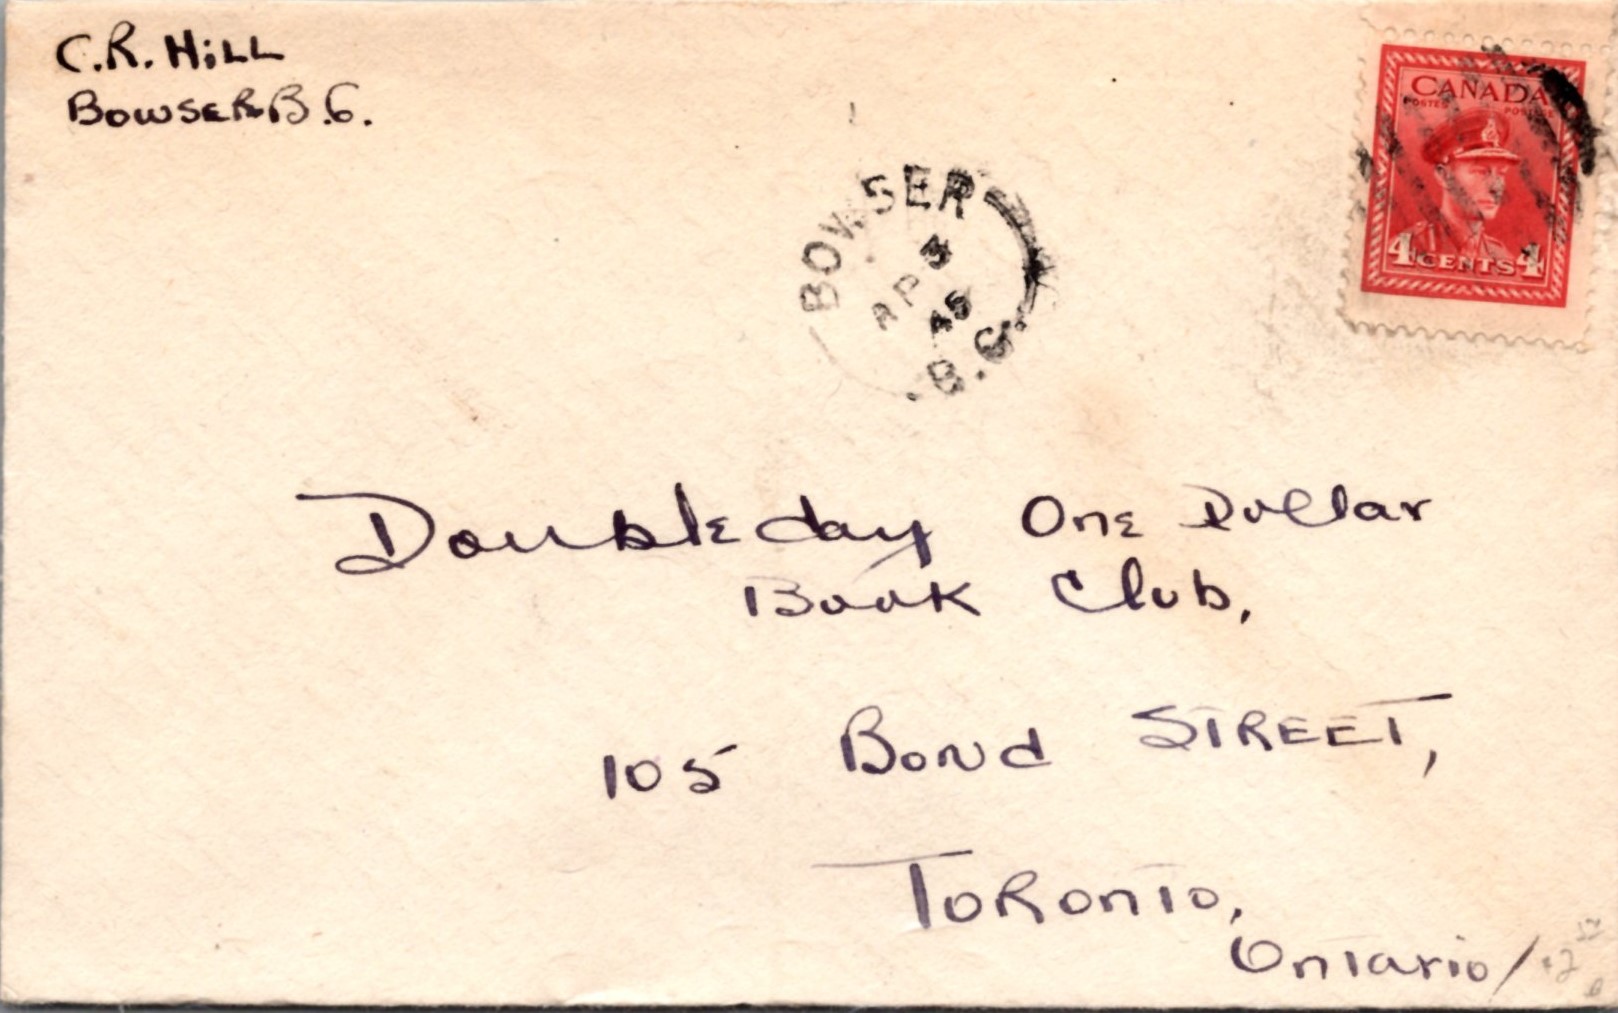 C.R. HiLL
BOWSER B.C.
CANADA
POSTES POSTAGE
4 CENTS 4
BOWSER
3
AP
45
B.C.
Doubleday One Dollar
Book Club,
105 Bond STREET,
TORonTo,
Ontario/